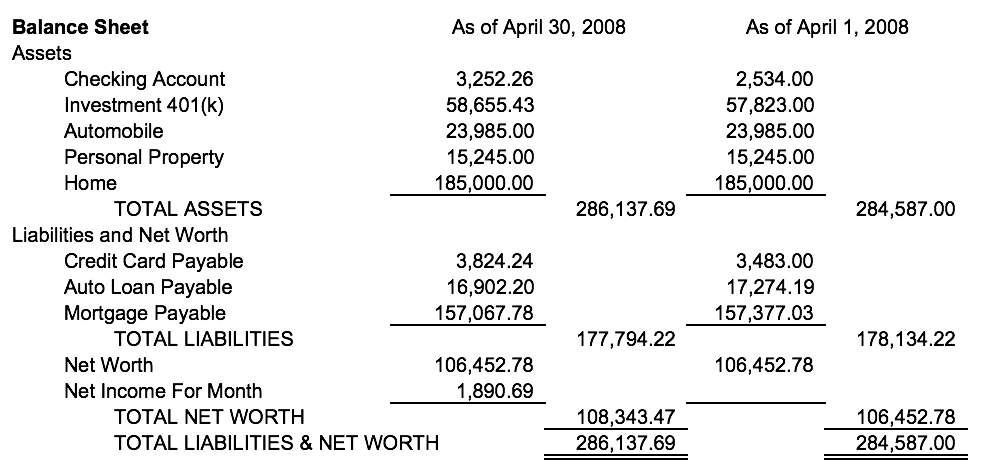 Balance Sheet As of April 30, 2008 As of April 1, 2008
Assets
Checking Account 3,252.26 2,534.00
Investment 401(k) 58,655.43 57,823.00
Automobile 23,985.00 23,985.00
Personal Property 15,245.00 15,245.00
Home 185,000.00 185,000.00
TOTAL ASSETS 286,137.69 284,587.00
Liabilities and Net Worth
Credit Card Payable 3,824.24 3,483.00
Auto Loan Payable 16,902.20 17,274.19
Mortgage Payable 157,067.78 157,377.03
TOTAL LIABILITIES 177,794.22 178,134.22
Net Worth 106,452.78 106,452.78
Net Income For Month 1,890.69
TOTAL NET WORTH 108,343.47 106,452.78
TOTAL LIABILITIES & NET WORTH 286,137.69 284,587.00